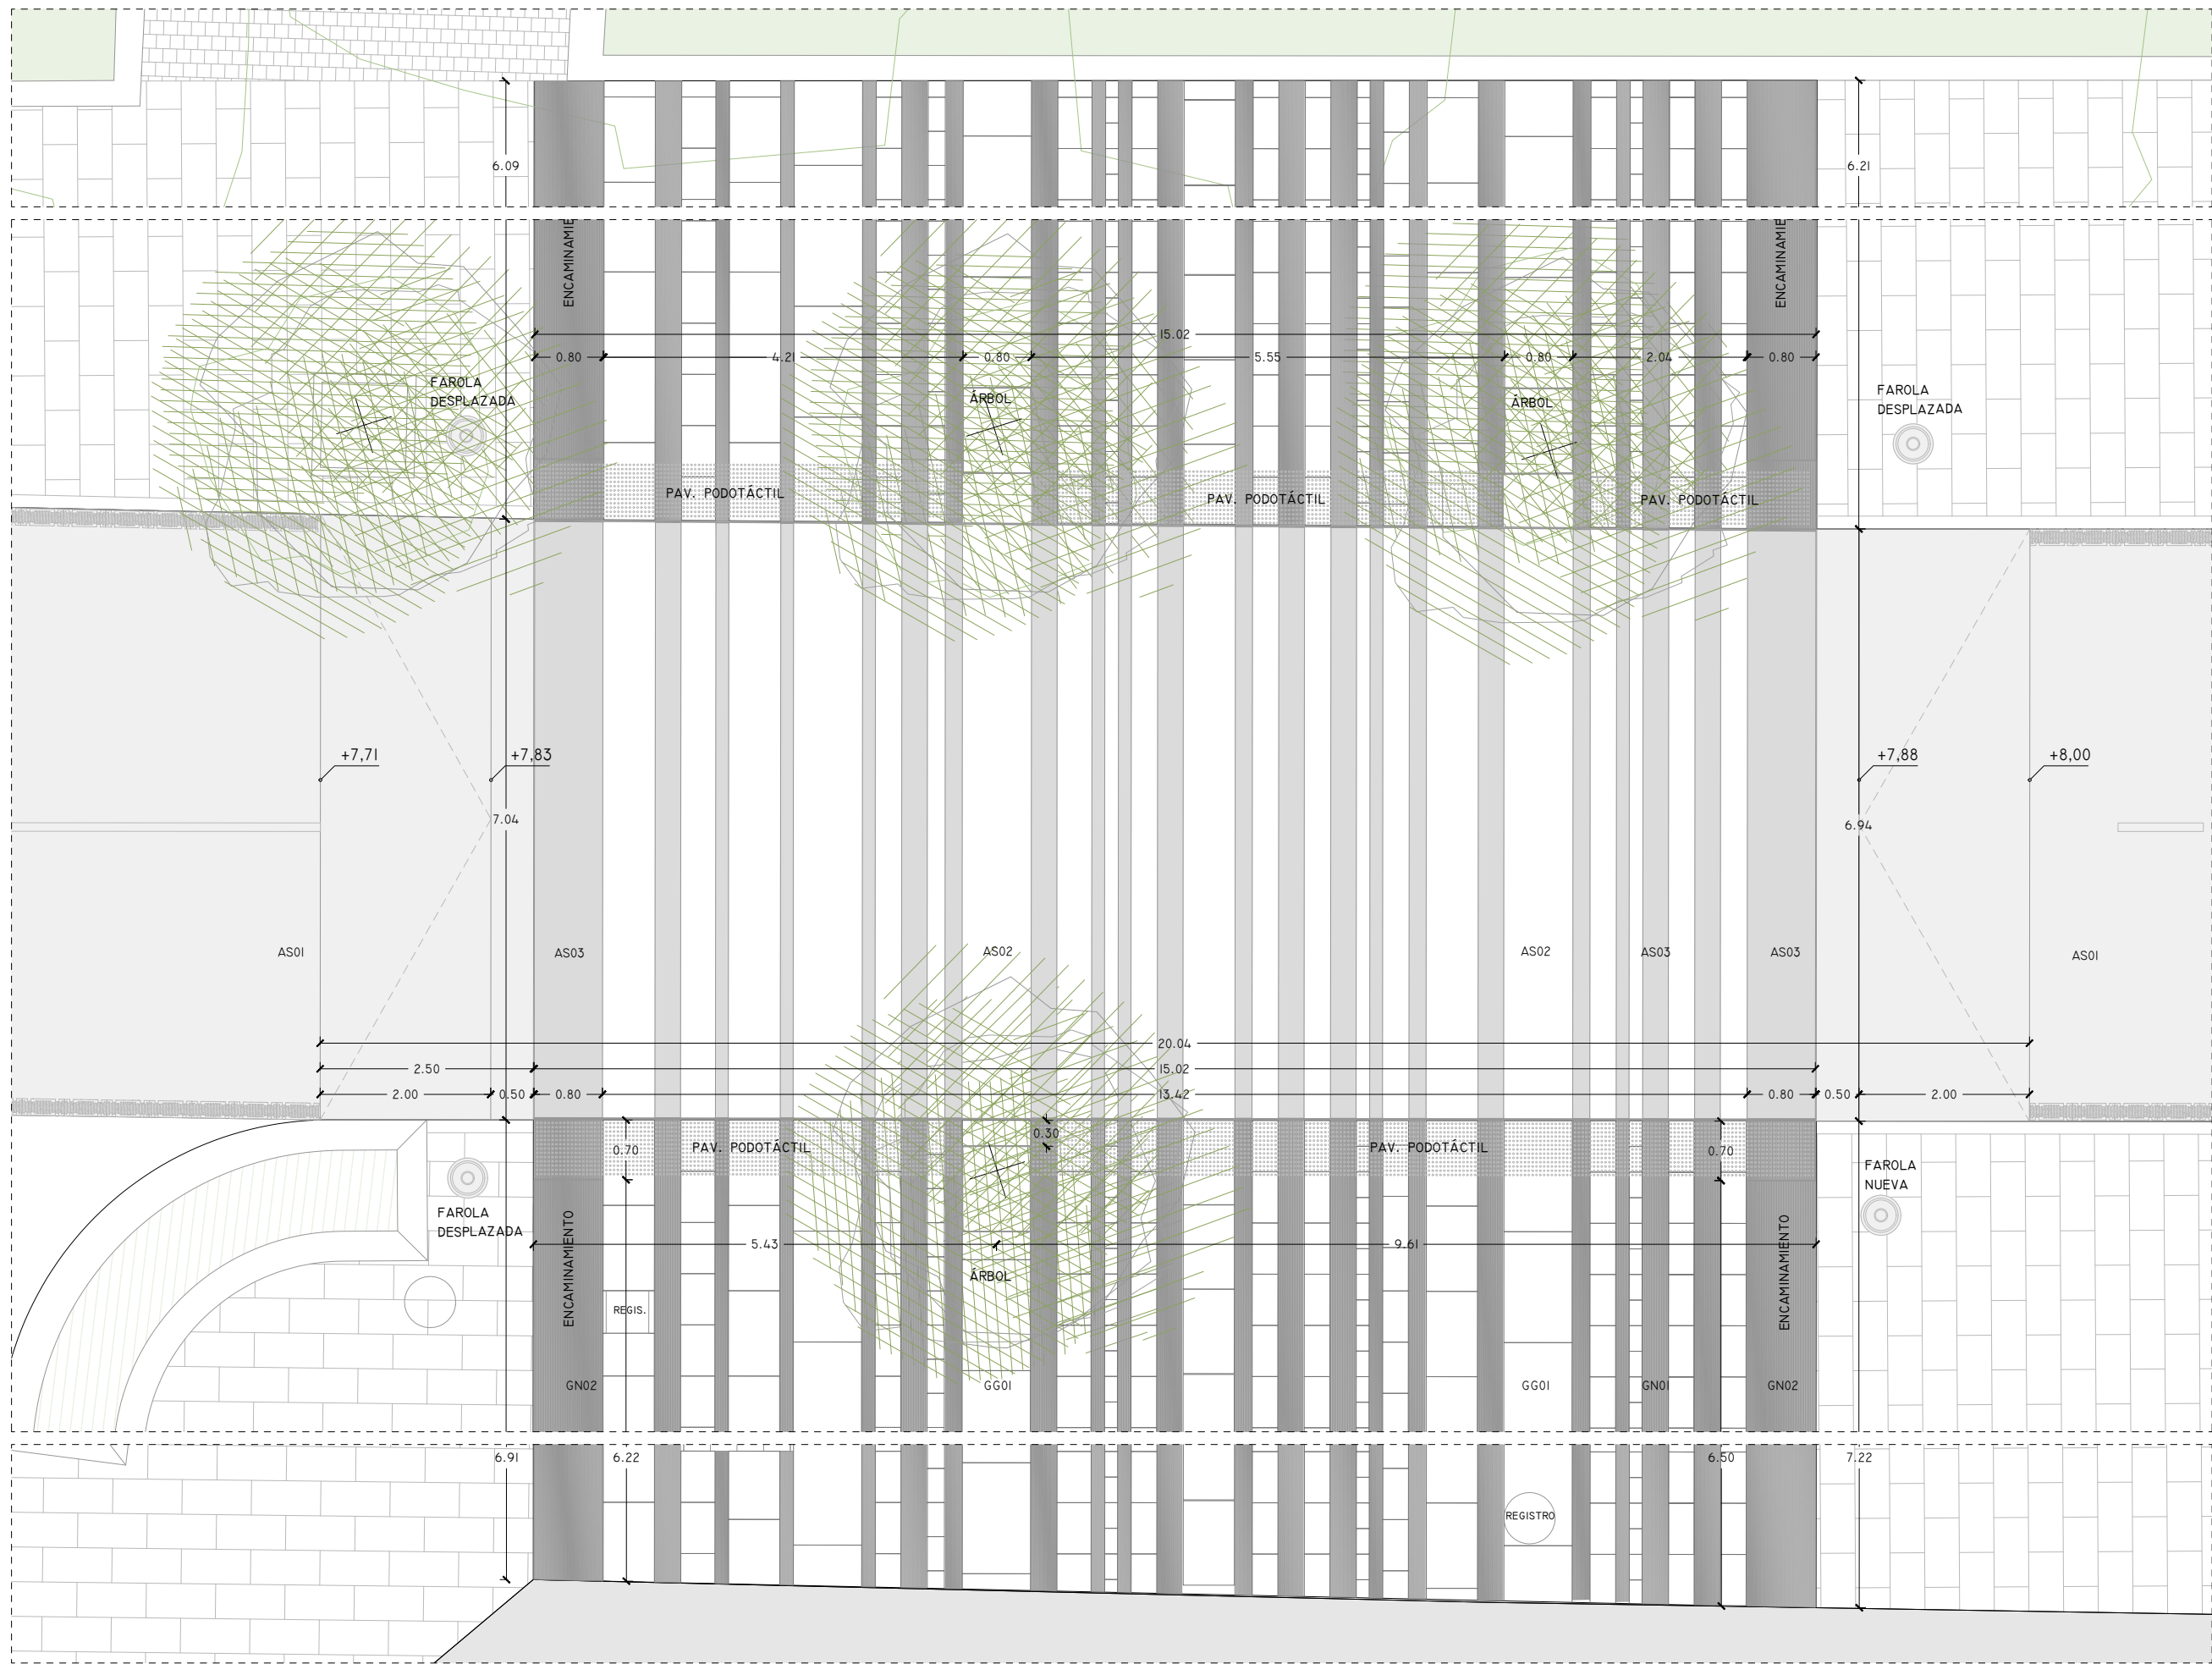 6.09
6.21
ENCAMINAMIE
ENCAMINAMIE
15.02
0.80
4.21
0.80
5.55
0.80
2.04
0.80
FAROLA
DESPLAZADA
ÁRBOL
ÁRBOL
FAROLA
DESPLAZADA
PAV. PODOTÁCTIL
PAV. PODOTÁCTIL
PAV. PODOTÁCTIL
+7,71
+7,83
+7,88
+8,00
7.04
6.94
AS01
AS03
AS02
AS02
AS03
AS03
AS01
20.04
2.50
15.02
2.00
0.50
0.80
13.42
0.80
0.50
2.00
0.30
0.70
PAV. PODOTÁCTIL
PAV. PODOTÁCTIL
0.70
FAROLA
NUEVA
FAROLA
DESPLAZADA
ENCAMINAMIENTO
5.43
9.61
ENCAMINAMIENTO
ÁRBOL
REGIS.
GN02
GG01
GG01
GN01
GN02
6.91
6.22
6.50
7.22
REGISTRO